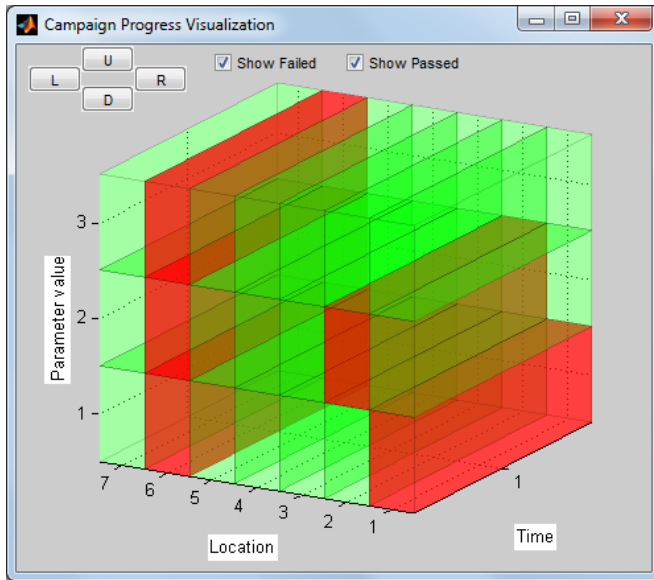 Campaign Progress Visualization
U
L R
D
Show Failed Show Passed
3
2
1
Parameter value
7 6 5 4 3 2 1
Location
1
Time